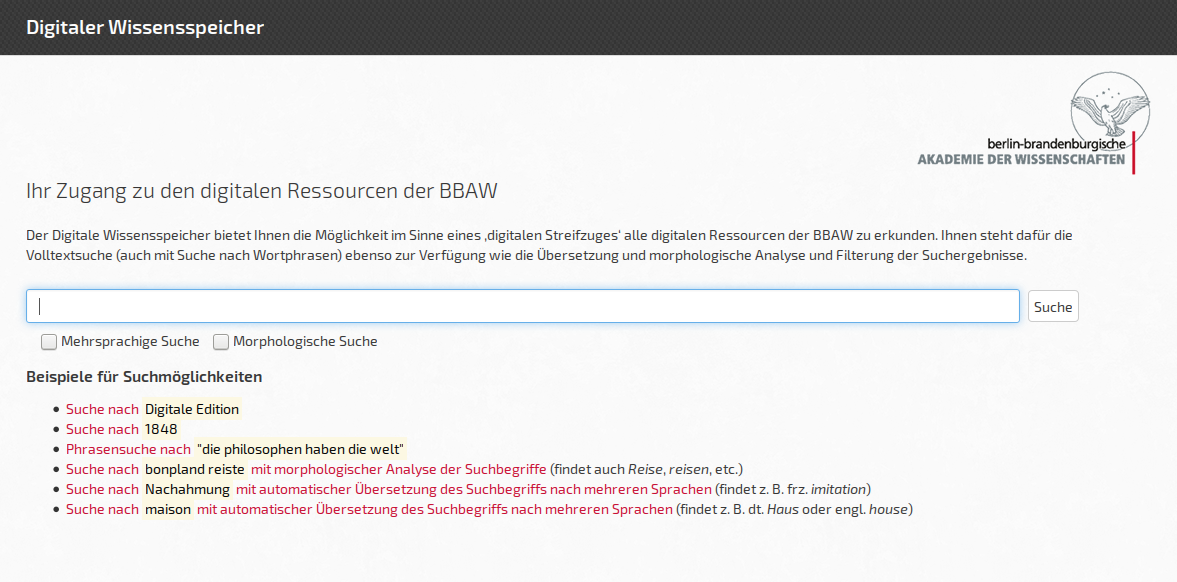 Digitaler Wissensspeicher
berlin-brandenburgische
AKADEMIE DER WISSENSCHAFTEN
Ihr Zugang zu den digitalen Ressourcen der BBAW
Der Digitale Wissensspeicher bietet Ihnen die Möglichkeit im Sinne eines ‚digitalen Streifzuges‘ alle digitalen Ressourcen der BBAW zu erkunden. Ihnen steht dafür die
Volltextsuche (auch mit Suche nach Wortphrasen) ebenso zur Verfügung wie die Übersetzung und morphologische Analyse und Filterung der Suchergebnisse.
Suche
Mehrsprachige Suche Morphologische Suche
Beispiele für Suchmöglichkeiten
• Suche nach Digitale Edition
• Suche nach 1848
• Phrasensuche nach "die philosophen haben die welt"
• Suche nach bonpland reiste mit morphologischer Analyse der Suchbegriffe (findet auch Reise, reisen, etc.)
• Suche nach Nachahmung mit automatischer Übersetzung des Suchbegriffs nach mehreren Sprachen (findet z. B. frz. imitation)
• Suche nach maison mit automatischer Übersetzung des Suchbegriffs nach mehreren Sprachen (findet z. B. dt. Haus oder engl. house)